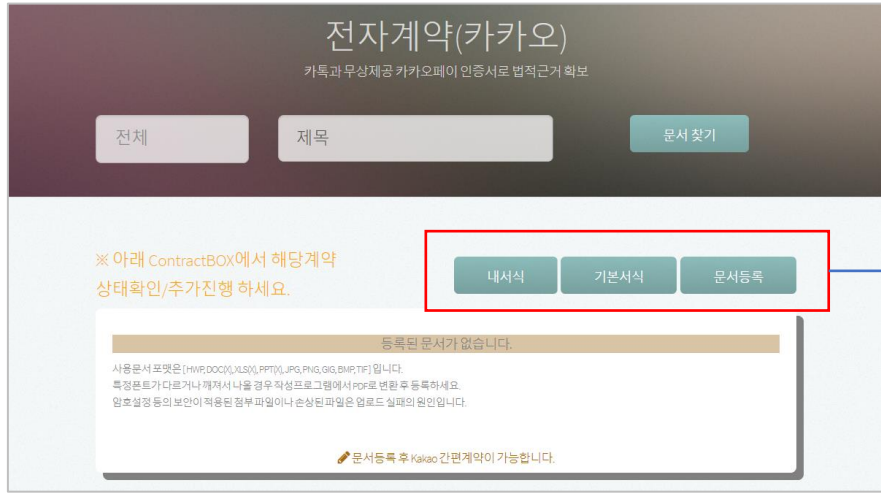 전자계약(카카오)
카톡과 무상제공 카카오페이 인증서로 법적근거 확보
전체 제목 문서 찾기
※ 아래 ContractBOX에서 해당계약
상태확인/추가진행 하세요.
내서식 기본서식 문서등록
등록된 문서가 없습니다.
사용문서 포맷은 [ HWP, DOC(X), XLS(X), PPT(X), JPG, PNG, GIG, BMP, TIF ] 입니다.
특정폰트가 다르거나 깨져서 나올 경우 작성프로그램에서 PDF로 변환 후 등록하세요.
암호설정 등의 보안이 적용된 첨부파일이나 손상된 파일은 업로드 실패의 원인입니다.
문서등록 후 Kakao 간편계약이 가능합니다.